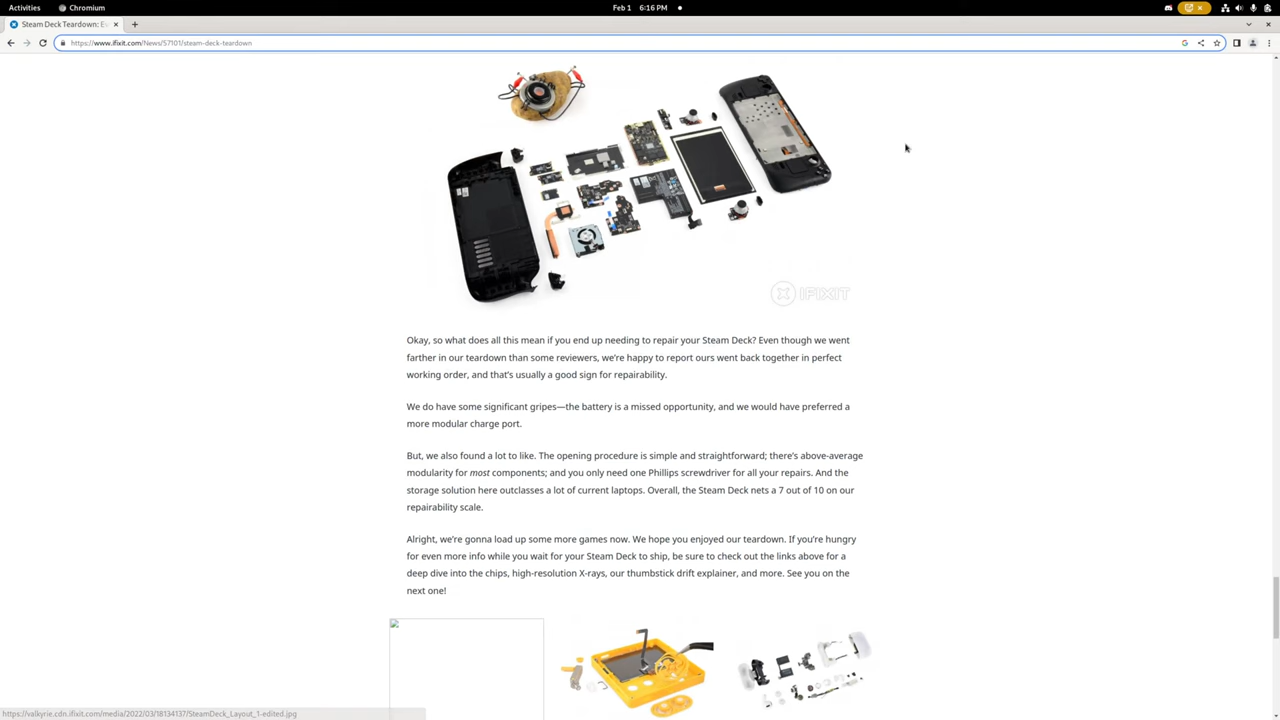 Activities
Chromium
Feb 1 6:16 PM
Steam Deck Teardown: E
https://www.ifixit.com/News/57101/steam-deck-teardown
IFIXIT
Okay, so what does all this mean if you end up needing to repair your Steam Deck? Even though we went
farther in our teardown than some reviewers, we’re happy to report ours went back together in perfect
working order, and that’s usually a good sign for repairability.
We do have some significant gripes—the battery is a missed opportunity, and we would have preferred a
more modular charge port.
But, we also found a lot to like. The opening procedure is simple and straightforward; there’s above-average
modularity for most components; and you only need one Phillips screwdriver for all your repairs. And the
storage solution here outclasses a lot of current laptops. Overall, the Steam Deck nets a 7 out of 10 on our
repairability scale.
Alright, we’re gonna load up some more games now. We hope you enjoyed our teardown. If you’re hungry
for even more info while you wait for your Steam Deck to ship, be sure to check out the links above for a
deep dive into the chips, high-resolution X-rays, our thumbstick drift explainer, and more. See you on the
next one!
https://valkyrie.cdn.ifixit.com/media/2022/03/18134137/SteamDeck_Layout_1-edited.jpg